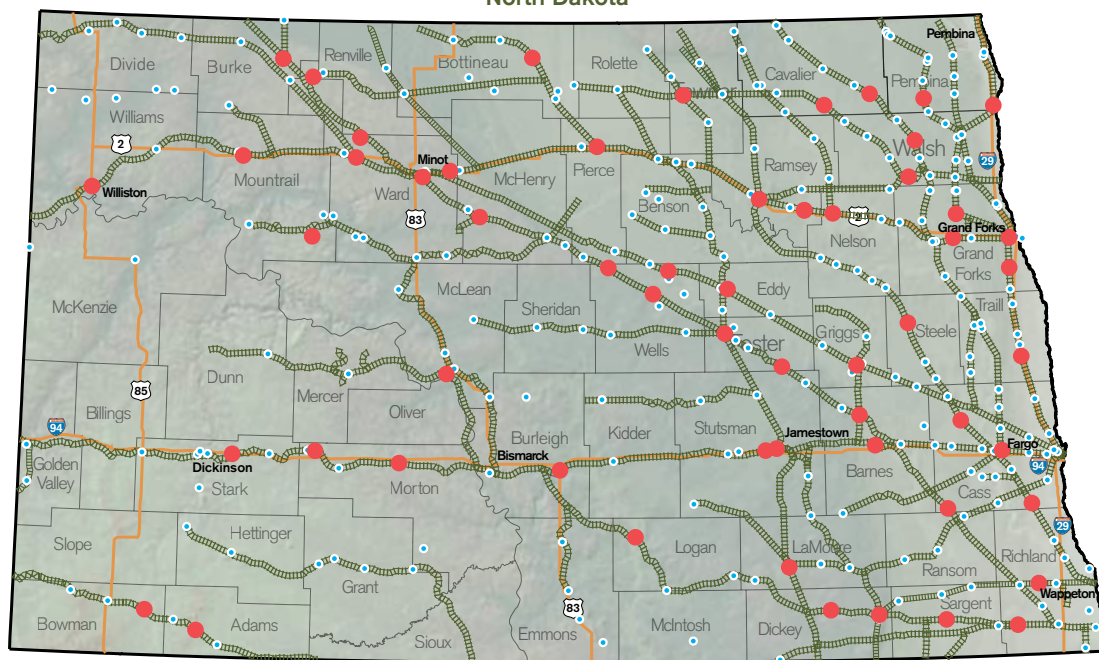 North Dakota
Pembina
Divide
Burke
Renville
Bottineau
Rolette
Towner
Cavalier
Pembina
Williams
2
Mountrail
Minot
Ward
McHenry
Pierce
Ramsey
Walsh
29
Williston
83
Benson
2
Nelson
Grand Forks
Grand
Forks
McKenzie
McLean
Sheridan
Eddy
Wells
Foster
Griggs
Steele
Traill
85
Dunn
Mercer
Oliver
Billings
94
Burleigh
Kidder
Stutsman
Jamestown
Fargo
Golden
Valley
Dickinson
Stark
Morton
Bismarck
Barnes
94
Cass
29
Slope
Hettinger
Grant
Logan
LaMoure
Ransom
Richland
Wappeton
Bowman
Adams
Sioux
83
Emmons
McIntosh
Dickey
Sargent